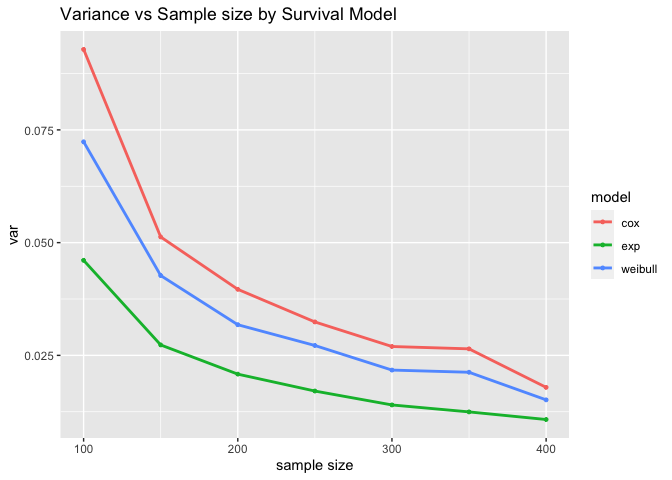 Variance vs Sample size by Survival Model
var
0.075
0.050
0.025
100
200
300
400
sample size
model
cox
exp
weibull